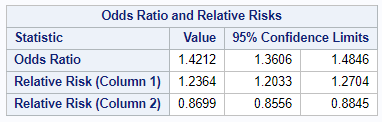 Odds Ratio and Relative Risks
Statistic Value 95% Confidence Limits
Odds Ratio 1.4212 1.3606 1.4846
Relative Risk (Column 1) 1.2364 1.2033 1.2704
Relative Risk (Column 2) 0.8699 0.8556 0.8845